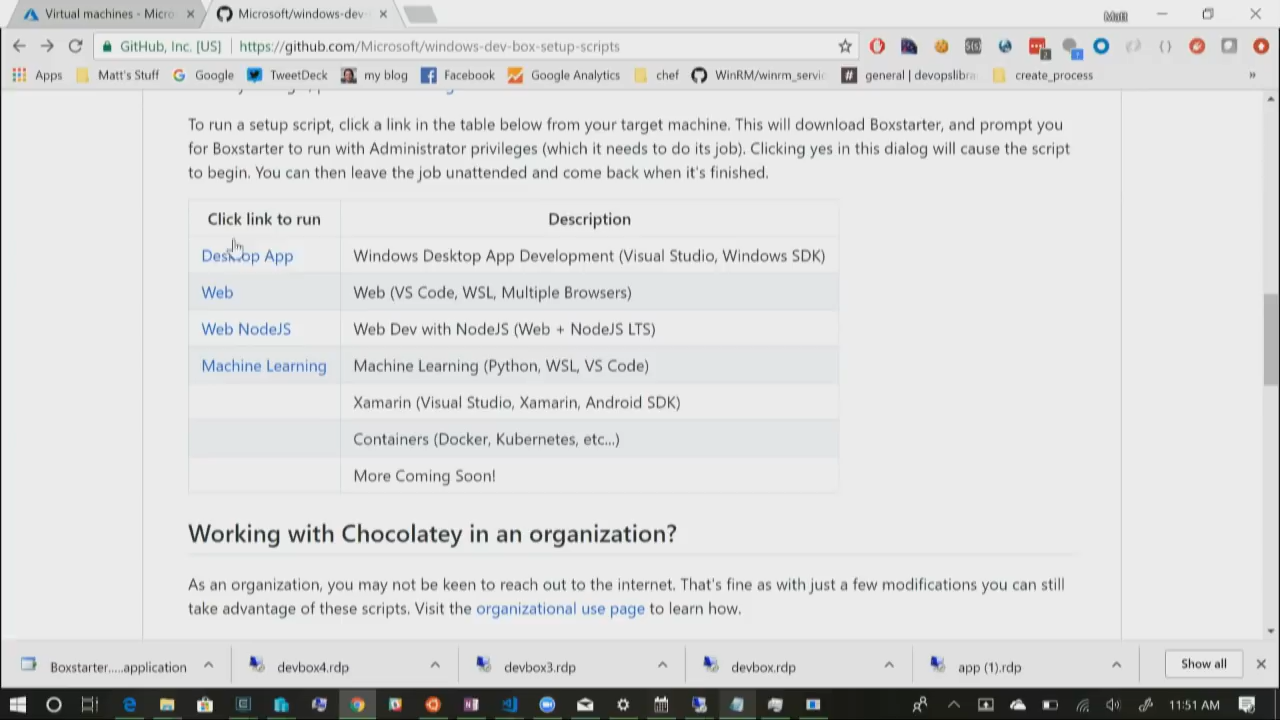 Virtual machines - Micro
Microsoft/windows-dev
Matt
GitHub, Inc. [US]
https://github.com/Microsoft/windows-dev-box-setup-scripts
Apps
Matt's Stuff
Google
TweetDeck
my blog
Facebook
Google Analytics
chef
WinRM/winrm_servic
general | devopslibra
create_process
»
To run a setup script, click a link in the table below from your target machine. This will download Boxstarter, and prompt you
for Boxstarter to run with Administrator privileges (which it needs to do its job). Clicking yes in this dialog will cause the script
to begin. You can then leave the job unattended and come back when it's finished.
Click link to run
Description
Desktop App
Windows Desktop App Development (Visual Studio, Windows SDK)
Web
Web (VS Code, WSL, Multiple Browsers)
Web NodeJS
Web Dev with NodeJS (Web + NodeJS LTS)
Machine Learning
Machine Learning (Python, WSL, VS Code)
Xamarin (Visual Studio, Xamarin, Android SDK)
Containers (Docker, Kubernetes, etc...)
More Coming Soon!
Working with Chocolatey in an organization?
As an organization, you may not be keen to reach out to the internet. That's fine as with just a few modifications you can still
take advantage of these scripts. Visit the organizational use page to learn how.
Boxstarter.....application
devbox4.rdp
devbox3.rdp
devbox.rdp
app (1).rdp
Show all
11:51 AM